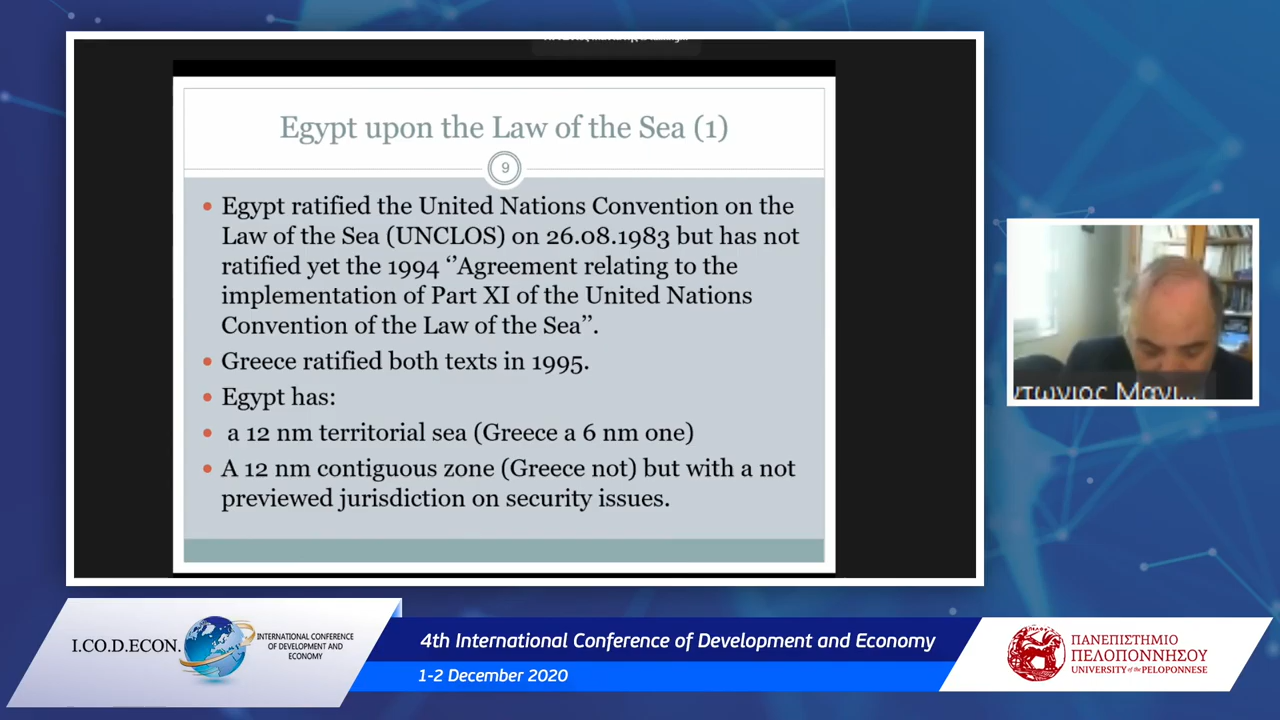 Egypt upon the Law of the Sea (1)
9
• Egypt ratified the United Nations Convention on the
Law of the Sea (UNCLOS) on 26.08.1983 but has not
ratified yet the 1994 ‘’Agreement relating to the
implementation of Part XI of the United Nations
Convention of the Law of the Sea’’.
• Greece ratified both texts in 1995.
• Egypt has:
• a 12 nm territorial sea (Greece a 6 nm one)
• A 12 nm contiguous zone (Greece not) but with a not
previewed jurisdiction on security issues.
ντώνιος Μανι...
I.CO.D.ECON.
INTERNATIONAL CONFERENCE
OF DEVELOPMENT AND
ECONOMY
4th International Conference of Development and Economy
1-2 December 2020
ΠΑΝΕΠΙΣΤΗΜΙΟ
ΠΕΛΟΠΟΝΝΗΣΟΥ
UNIVERSITY of the PELOPONNESE